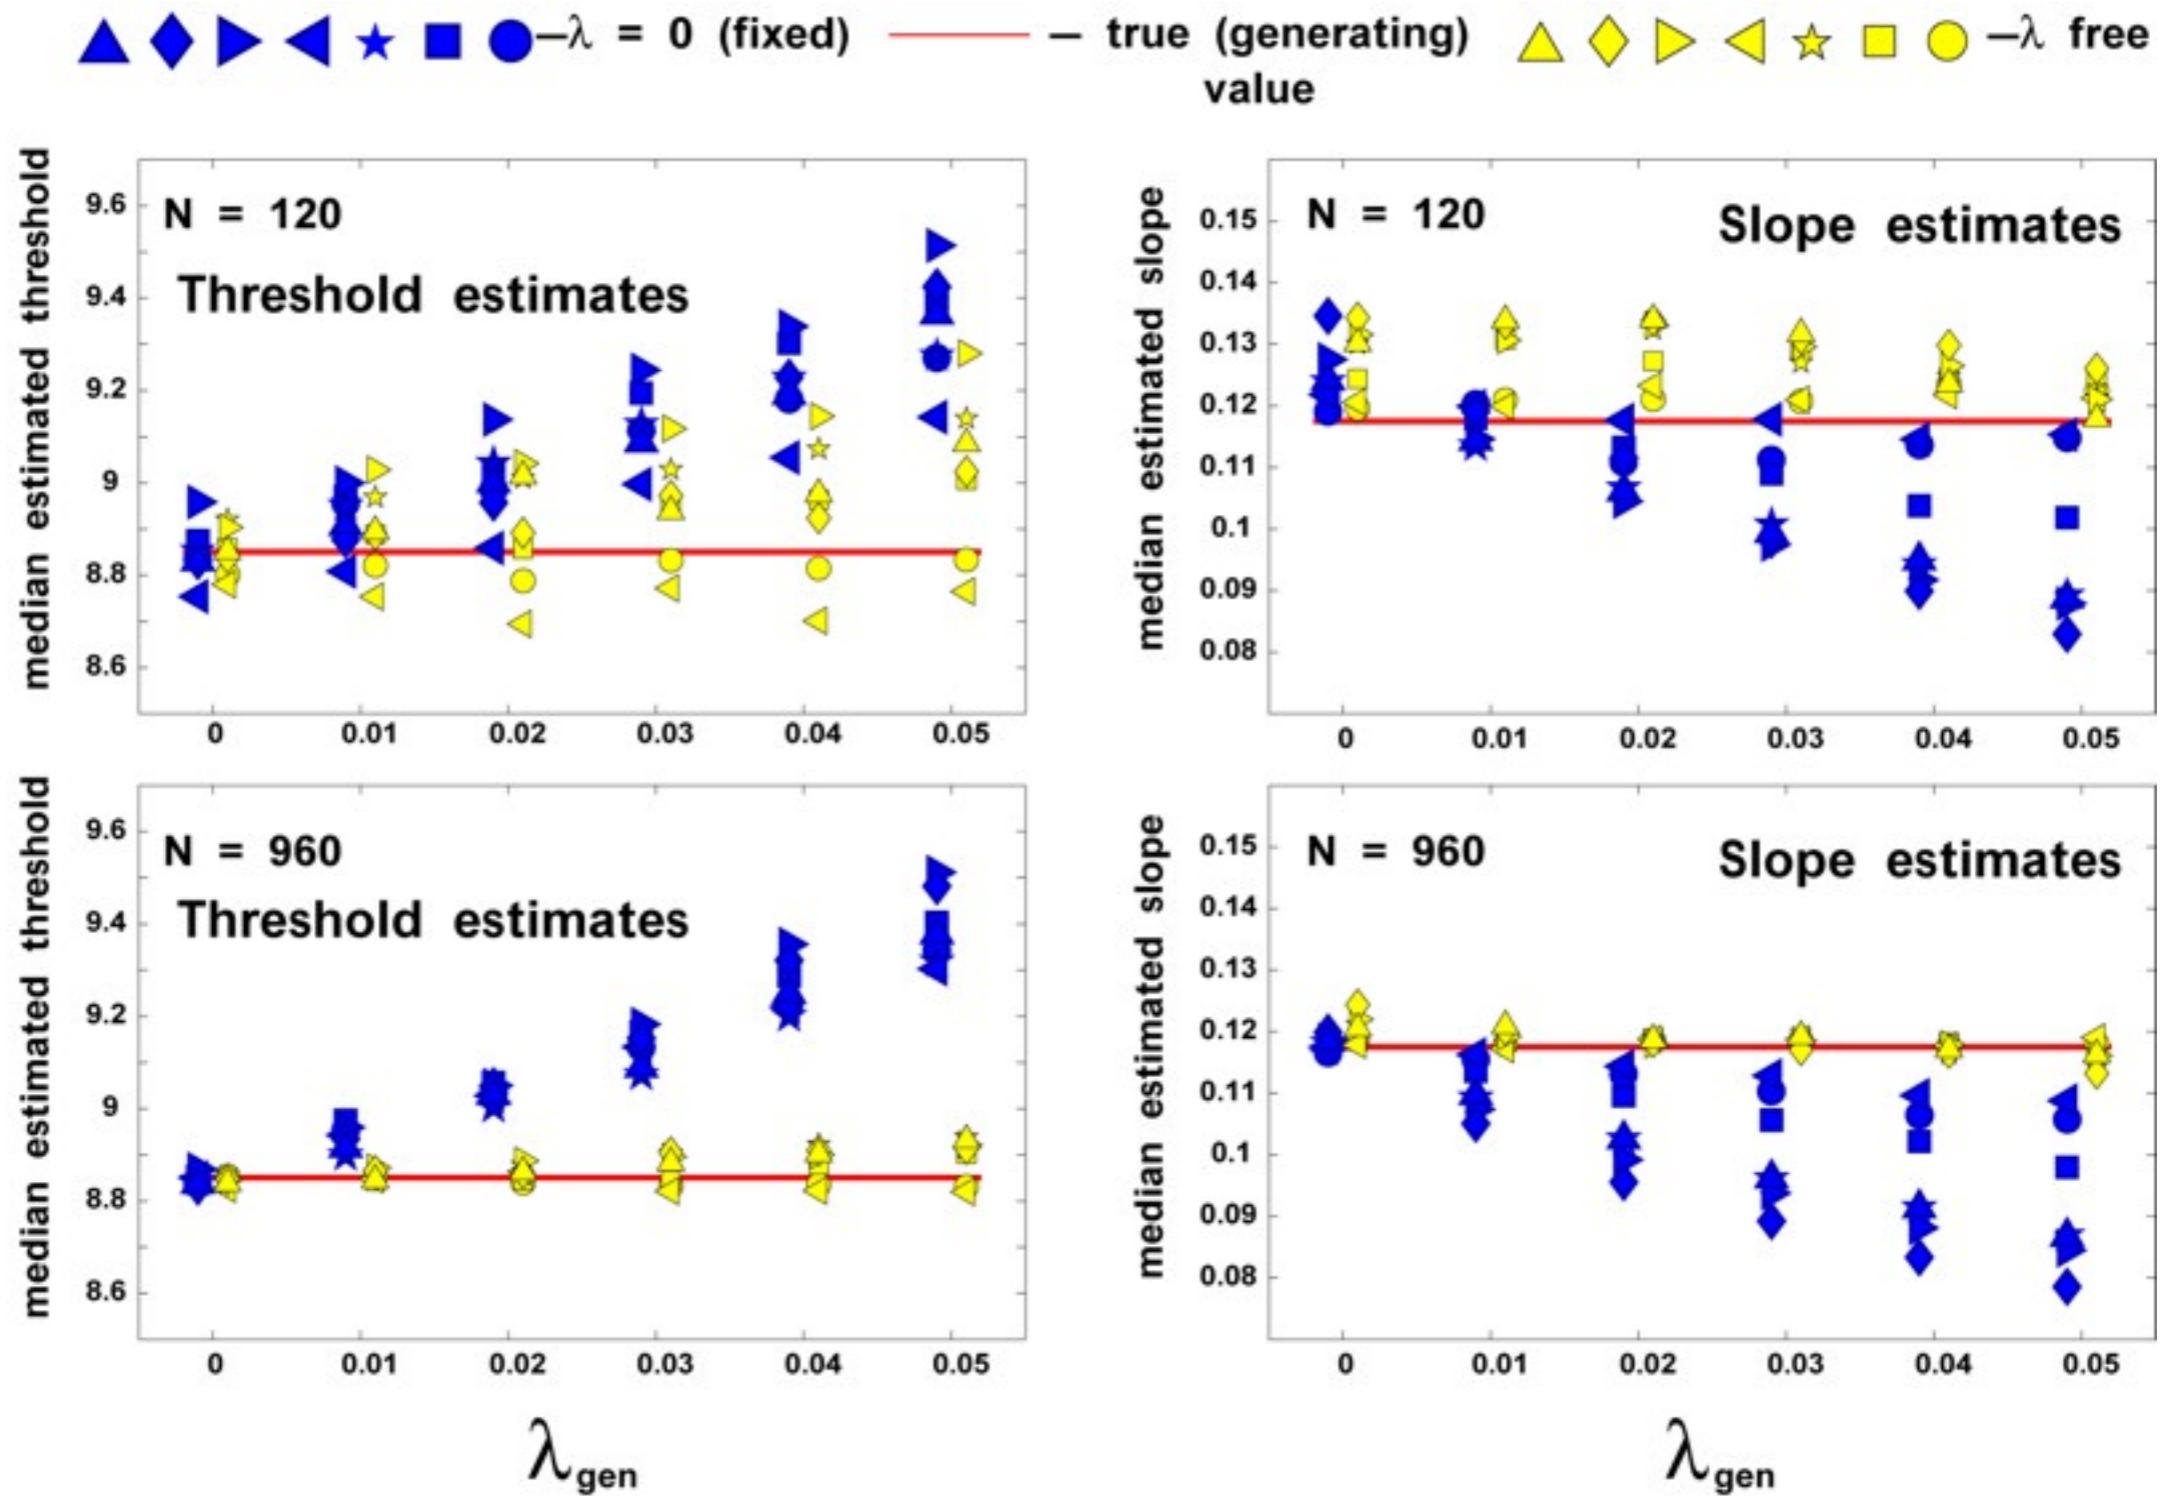 –λ = 0 (fixed) – true (generating) –λ free
value
median estimated threshold
N = 120
Threshold estimates
9.6
9.4
9.2
9
8.8
8.6
0 0.01 0.02 0.03 0.04 0.05
median estimated slope
N = 120 Slope estimates
0.15
0.14
0.13
0.12
0.11
0.1
0.09
0.08
0 0.01 0.02 0.03 0.04 0.05
median estimated threshold
N = 960
Threshold estimates
9.6
9.4
9.2
9
8.8
8.6
0 0.01 0.02 0.03 0.04 0.05
λgen
median estimated slope
N = 960 Slope estimates
0.15
0.14
0.13
0.12
0.11
0.1
0.09
0.08
0 0.01 0.02 0.03 0.04 0.05
λgen